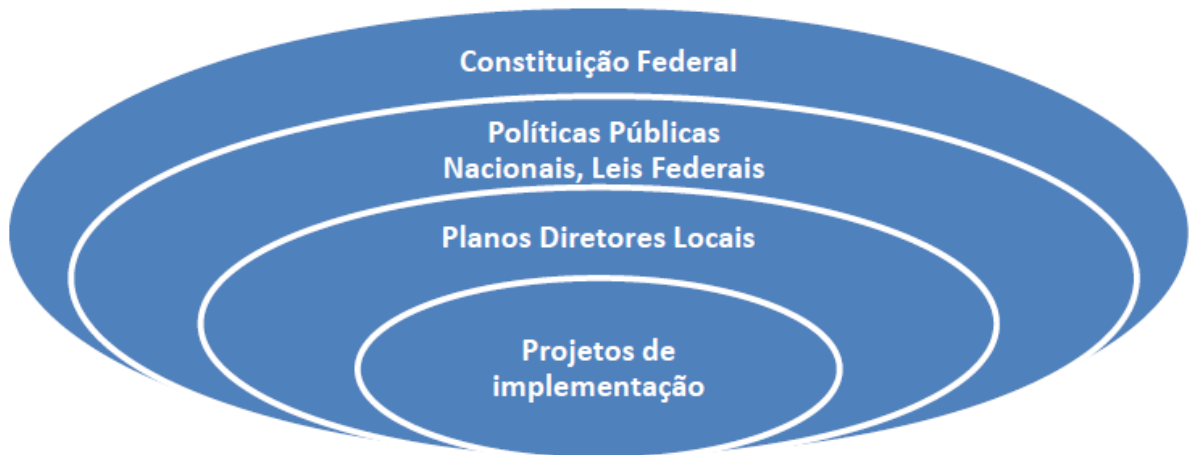 Constituição Federal
Políticas Públicas
Nacionais, Leis Federais
Planos Diretores Locais
Projetos de
implementação